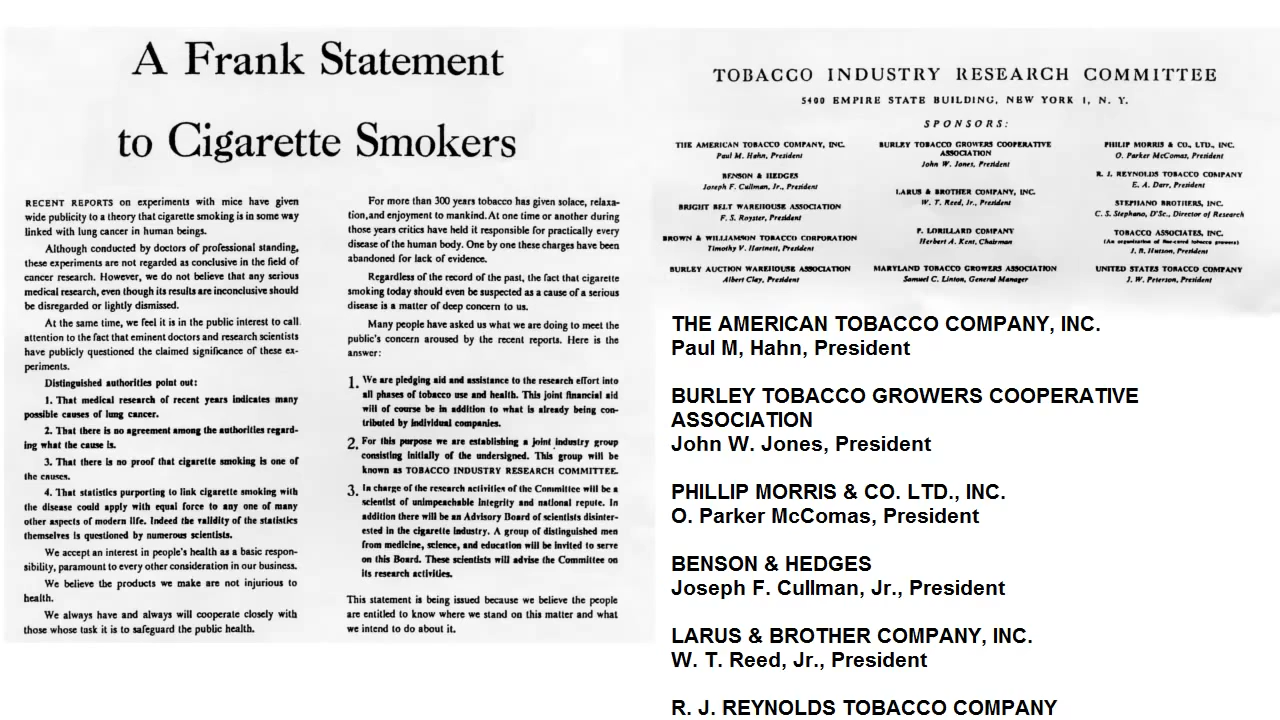 A Frank Statement
to Cigarette Smokers
RECENT REPORTS on experiments with mice have given
wide publicity to a theory that cigarette smoking is in some way
linked with lung cancer in human beings.
Although conducted by doctors of professional standing,
these experiments are not regarded as conclusive in the field of
cancer research. However, we do not believe that any serious
medical research, even though its results are inconclusive should
be disregarded or lightly dismissed.
At the same time, we feel it is in the public interest to call
attention to the fact that eminent doctors and research scientists
have publicly questioned the claimed significance of these ex-
periments.
Distinguished authorities point out:
1. That medical research of recent years indicates many
possible causes of lung cancer.
2. That there is no agreement among the authorities regard-
ing what the cause is.
3. That there is no proof that cigarette smoking is one of
the causes.
4. That statistics purporting to link cigarette smoking with
the disease could apply with equal force to any one of many
other aspects of modern life. Indeed the validity of the statistics
themselves is questioned by numerous scientists.
We accept an interest in people's health as a basic respon-
sibility, paramount to every other consideration in our business.
We believe the products we make are not injurious to
health.
We always have and always will cooperate closely with
those whose task it is to safeguard the public health.
For more than 300 years tobacco has given solace, relaxa-
tion, and enjoyment to mankind. At one time or another during
those years critics have held it responsible for practically every
disease of the human body. One by one these charges have been
abandoned for lack of evidence.
Regardless of the record of the past, the fact that cigarette
smoking today should even be suspected as a cause of a serious
disease is a matter of deep concern to us.
Many people have asked us what we are doing to meet the
public's concern aroused by the recent reports. Here is the
answer:
1. We are pledging aid and assistance to the research effort into
all phases of tobacco use and health. This joint financial aid
will of course be in addition to what is already being con-
tributed by individual companies.
2. For this purpose we are establishing a joint industry group
consisting initially of the undersigned. This group will be
known as TOBACCO INDUSTRY RESEARCH COMMITTEE.
3. In charge of the research activities of the Committee will be a
scientist of unimpeachable integrity and national repute. In
addition there will be an Advisory Board of scientists disinter-
ested in the cigarette industry. A group of distinguished men
from medicine, science, and education will be invited to serve
on this Board. These scientists will advise the Committee on
its research activities.
This statement is being issued because we believe the people
are entitled to know where we stand on this matter and what
we intend to do about it.
TOBACCO INDUSTRY RESEARCH COMMITTEE
5400 EMPIRE STATE BUILDING, NEW YORK 1, N. Y.
SPONSORS:
THE AMERICAN TOBACCO COMPANY, INC.
Paul M. Hahn, President
BENSON & HEDGES
Joseph F. Cullman, Jr., President
BRIGHT BELT WAREHOUSE ASSOCIATION
F. S. Royster, President
BROWN & WILLIAMSON TOBACCO CORPORATION
Timothy V. Hartnett, President
BURLEY AUCTION WAREHOUSE ASSOCIATION
Albert Clay, President
BURLEY TOBACCO GROWERS COOPERATIVE
ASSOCIATION
John W. Jones, President
LARUS & BROTHER COMPANY, INC.
W. T. Reed, Jr., President
P. LORILLARD COMPANY
Herbert A. Kent, Chairman
MARYLAND TOBACCO GROWERS ASSOCIATION
Samuel C. Linton, General Manager
PHILIP MORRIS & CO., LTD., INC.
O. Parker McComas, President
R. J. REYNOLDS TOBACCO COMPANY
E. A. Darr, President
STEPHANO BROTHERS, INC.
C. S. Stephano, D'Sc., Director of Research
TOBACCO ASSOCIATES, INC.
(An organization of flue-cured tobacco growers)
J. B. Hutson, President
UNITED STATES TOBACCO COMPANY
J. W. Peterson, President
THE AMERICAN TOBACCO COMPANY, INC.
Paul M, Hahn, President
BURLEY TOBACCO GROWERS COOPERATIVE
ASSOCIATION
John W. Jones, President
PHILLIP MORRIS & CO. LTD., INC.
O. Parker McComas, President
BENSON & HEDGES
Joseph F. Cullman, Jr., President
LARUS & BROTHER COMPANY, INC.
W. T. Reed, Jr., President
R. J. REYNOLDS TOBACCO COMPANY